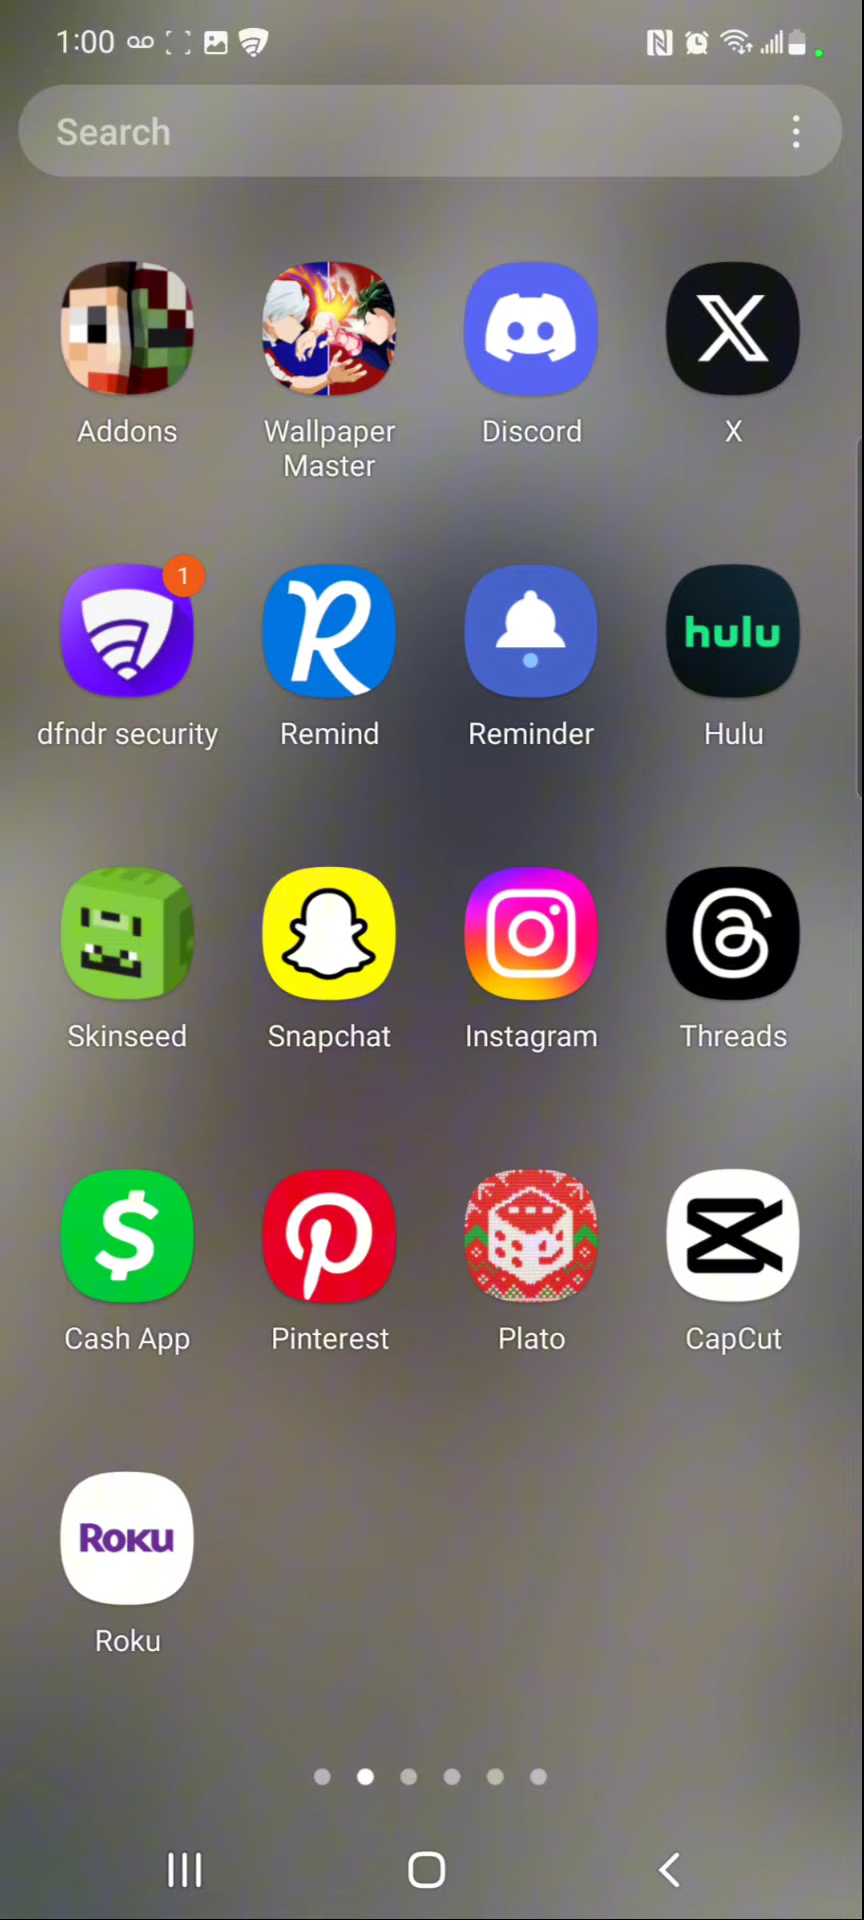 1:00
Search
Addons
Wallpaper
Master
Discord
X
1
dfndr security
Remind
Reminder
hulu
Hulu
Skinseed
Snapchat
Instagram
Threads
Cash App
Pinterest
Plato
CapCut
Roku
Roku